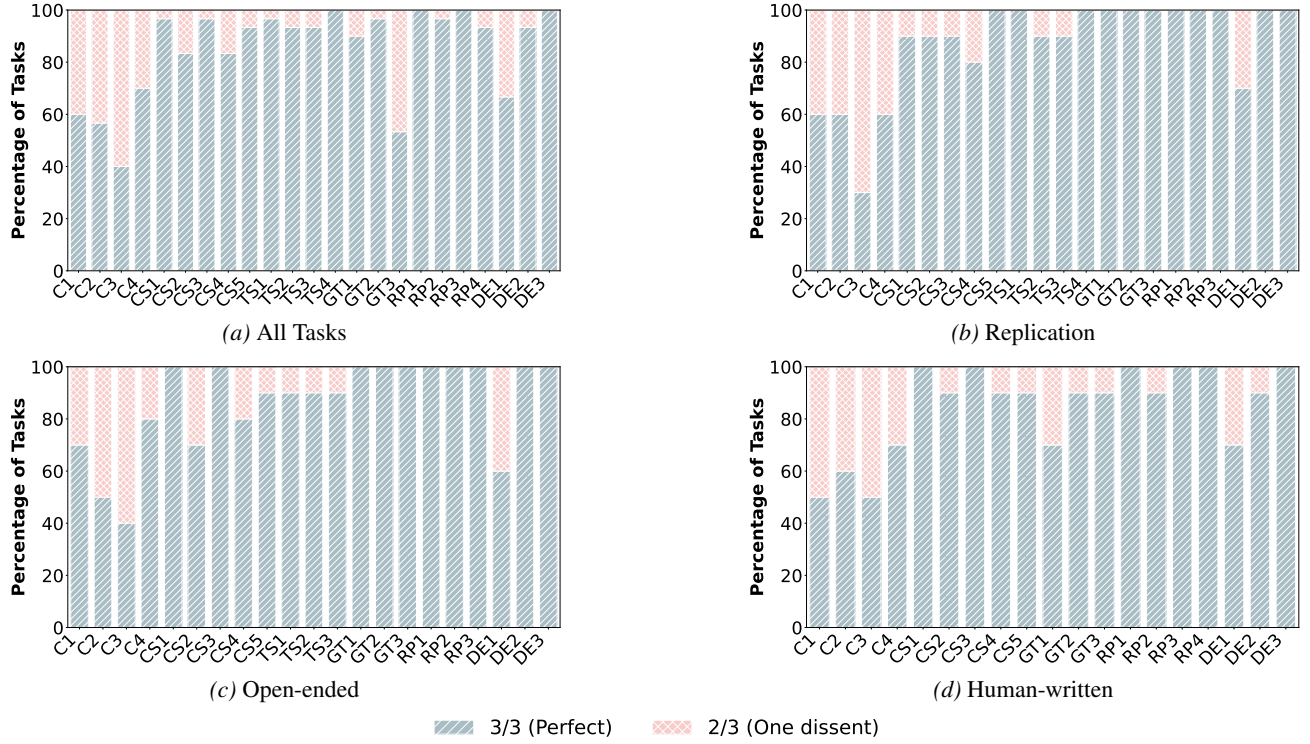 Percentage of Tasks
100
80
60
40
20
0
C1 C2 C3 C4 CS1 CS2 CS3 CS4 CS5 TS1 TS2 TS3 TS4 GT1 GT2 GT3 RP1 RP2 RP3 RP4 DE1 DE2 DE3
(a) All Tasks
Percentage of Tasks
100
80
60
40
20
0
C1 C2 C3 C4 CS1 CS2 CS3 CS4 CS5 TS1 TS2 TS3 TS4 GT1 GT2 GT3 RP1 RP2 RP3 DE1 DE2 DE3
(b) Replication
Percentage of Tasks
100
80
60
40
20
0
C1 C2 C3 C4 CS1 CS2 CS3 CS4 CS5 TS1 TS2 TS3 GT1 GT2 GT3 RP1 RP2 RP3 DE1 DE2 DE3
(c) Open-ended
Percentage of Tasks
100
80
60
40
20
0
C1 C2 C3 C4 CS1 CS2 CS3 CS4 CS5 GT1 GT2 GT3 RP1 RP2 RP3 RP4 DE1 DE2 DE3
(d) Human-written
3/3 (Perfect)
2/3 (One dissent)